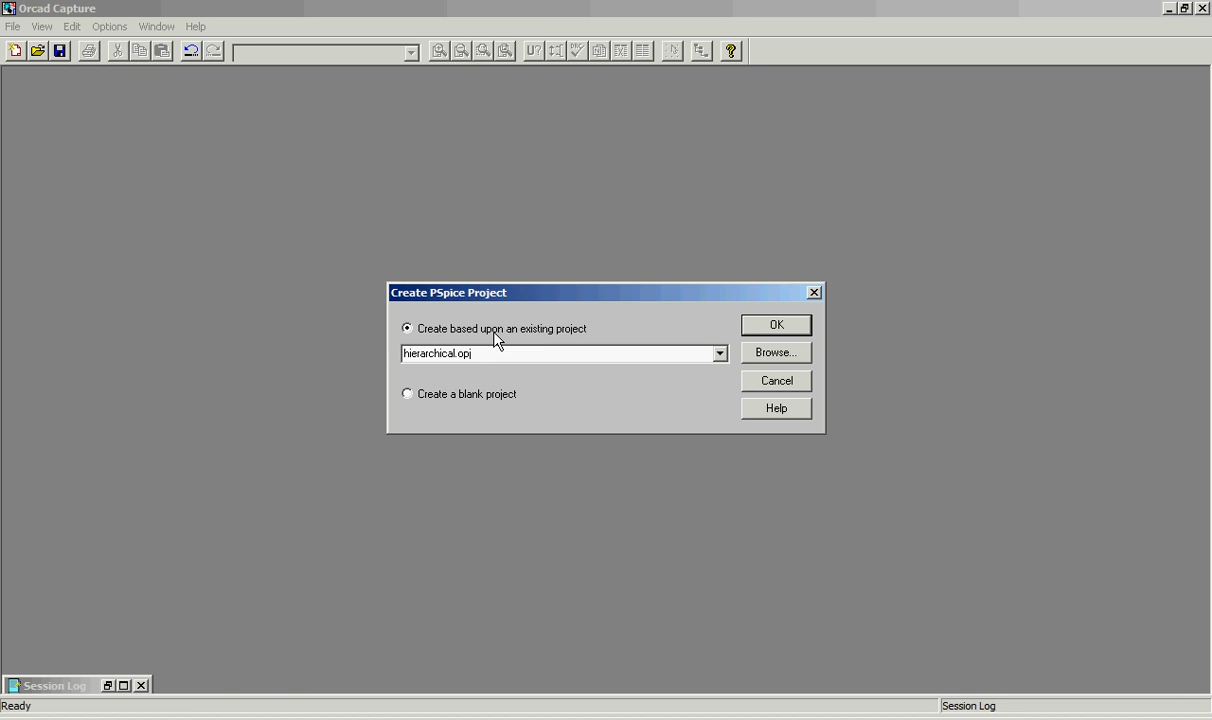 Orcad Capture
File View Edit Options Window Help
U?
Create PSpice Project
Create based upon an existing project
OK
hierarchical.opj
Browse...
Cancel
Create a blank project
Help
Session Log
Ready
Session Log